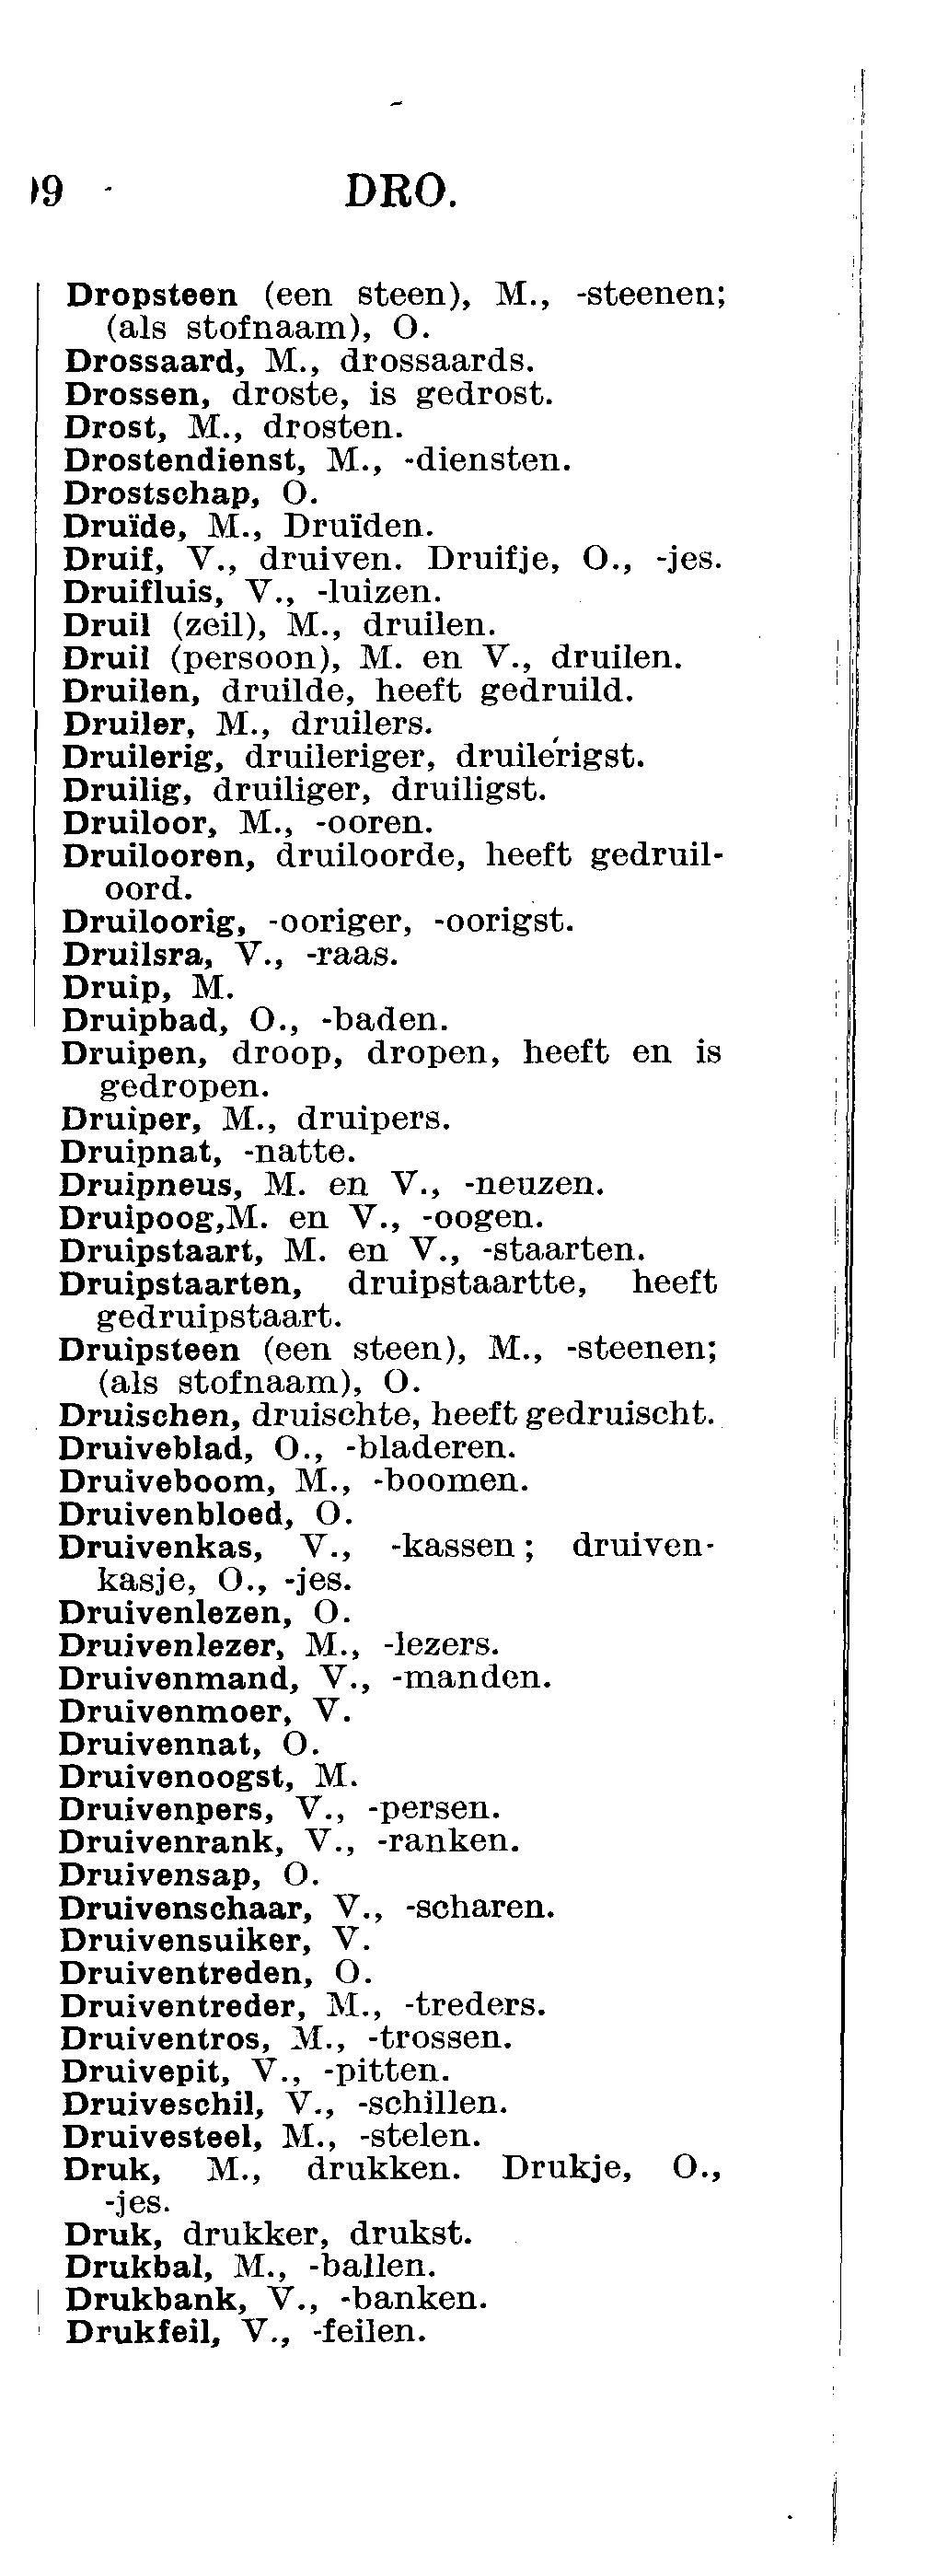 9 DRO.
Dropsteen (een steen), M., -steenen;
(als stofnaam), O.
Drossaard, M., drossaards.
Drossen, droste, is gedrost.
Drost, M., drosten.
Drostendienst, M., -diensten.
Drostschap, O.
Druïde, M., Druïden.
Druif, V., druiven. Druifje, O., -jes.
Druifluis, V., -luizen.
Druil (zeil), M., druilen.
Druil (persoon), M. en V., druilen.
Druilen, druilde, heeft gedruild.
Druiler, M., druilers.
Druilerig, druileriger, druilerigst.
Druilig, druiliger, druiligst.
Druiloor, M., -ooren.
Druilooren, druiloorde, heeft gedruil-
oord.
Druiloorig, -ooriger, -oorigst.
Druilsra, V., -raas.
Druip, M.
Druipbad, O., -baden.
Druipen, droop, dropen, heeft en is
gedropen.
Druiper, M., druipers.
Druipnat, -natte.
Druipneus, M. en V., -neuzen.
Druipoog,M. en V., -oogen.
Druipstaart, M. en V., -staarten.
Druipstaarten, druipstaartte, heeft
gedruipstaart.
Druipsteen (een steen), M., -steenen;
(als stofnaam), O.
Druischen, druischte, heeft gedruischt.
Druiveblad, O., -bladeren.
Druiveboom, M., -boomen.
Druivenbloed, O.
Druivenkas, V., -kassen; druiven-
kasje, O., -jes.
Druivenlezen, O.
Druivenlezer, M., -lezers.
Druivenmand, V., -manden.
Druivenmoer, V.
Druivennat, O.
Druivenoogst, M.
Druivenpers, V., -persen.
Druivenrank, V., -ranken.
Druivensap, O.
Druivenschaar, V., -scharen.
Druivensuiker, V.
Druiventreden, O.
Druiventreder, M., -treders.
Druiventros, M., -trossen.
Druivepit, V., -pitten.
Druiveschil, V., -schillen.
Druivesteel, M., -stelen.
Druk, M., drukken. Drukje, O.,
-jes.
Druk, drukker, drukst.
Drukbal, M., -ballen.
Drukbank, V., -banken.
Drukfeil, V., -feilen.